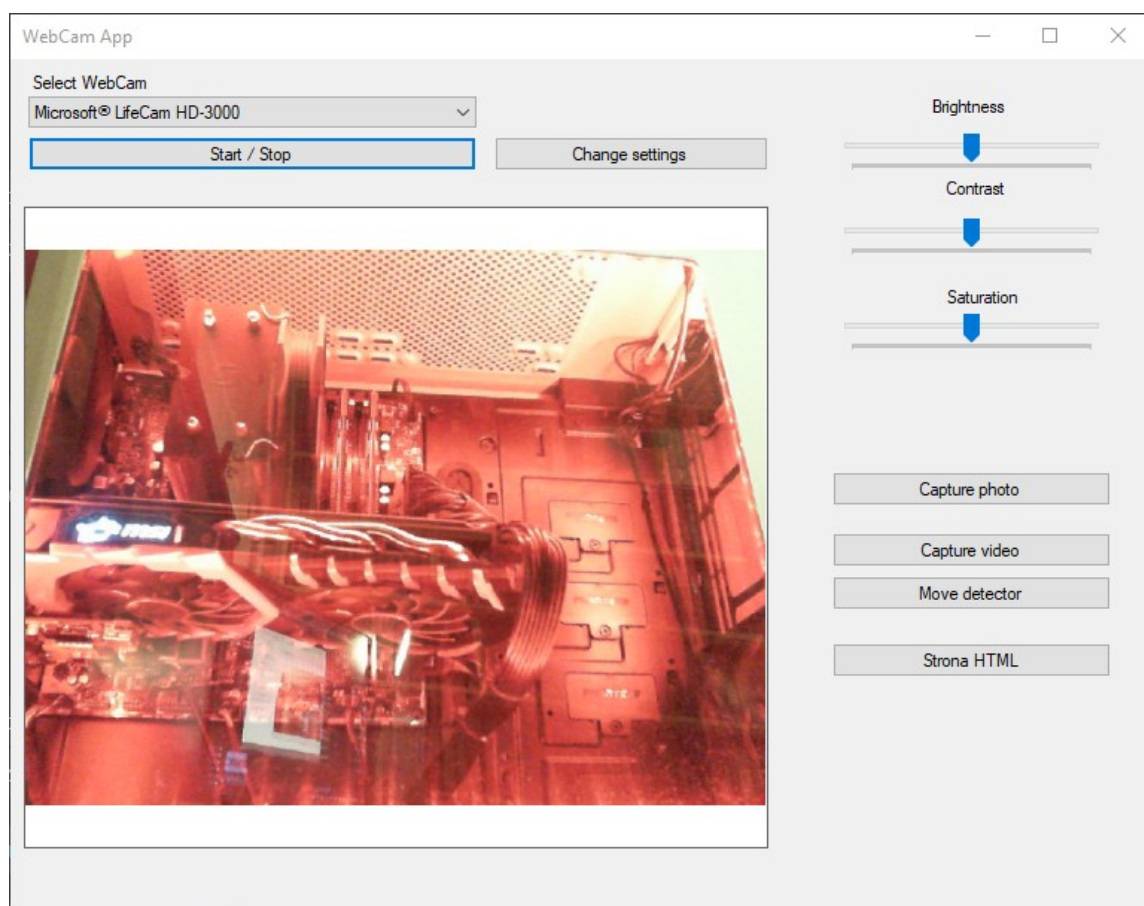 WebCam App
Select WebCam
Microsoft® LifeCam HD-3000
Start / Stop
Change settings
Brightness
Contrast
Saturation
Capture photo
Capture video
Move detector
Strona HTML
msi